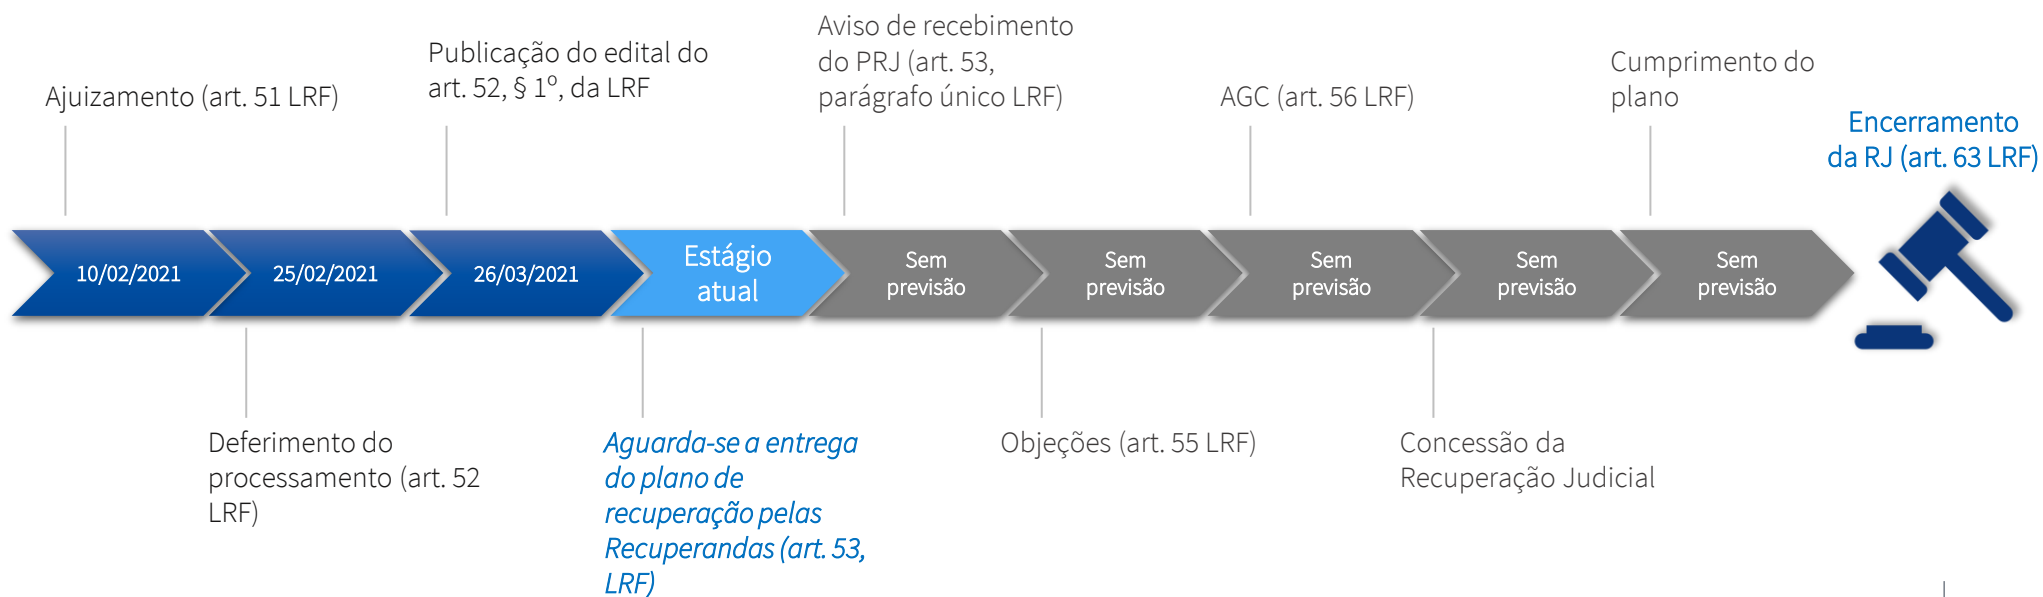 Ajuizamento (art. 51 LRF)
Publicação do edital do
art. 52, § 1º, da LRF
Aviso de recebimento
do PRJ (art. 53,
parágrafo único LRF)
AGC (art. 56 LRF)
Cumprimento do
plano
Encerramento
da RJ (art. 63 LRF)
10/02/2021
25/02/2021
26/03/2021
Estágio
atual
Sem
previsão
Sem
previsão
Sem
previsão
Sem
previsão
Sem
previsão
Deferimento do
processamento (art. 52
LRF)
Aguarda-se a entrega
do plano de
recuperação pelas
Recuperandas (art. 53,
LRF)
Objeções (art. 55 LRF)
Concessão da
Recuperação Judicial